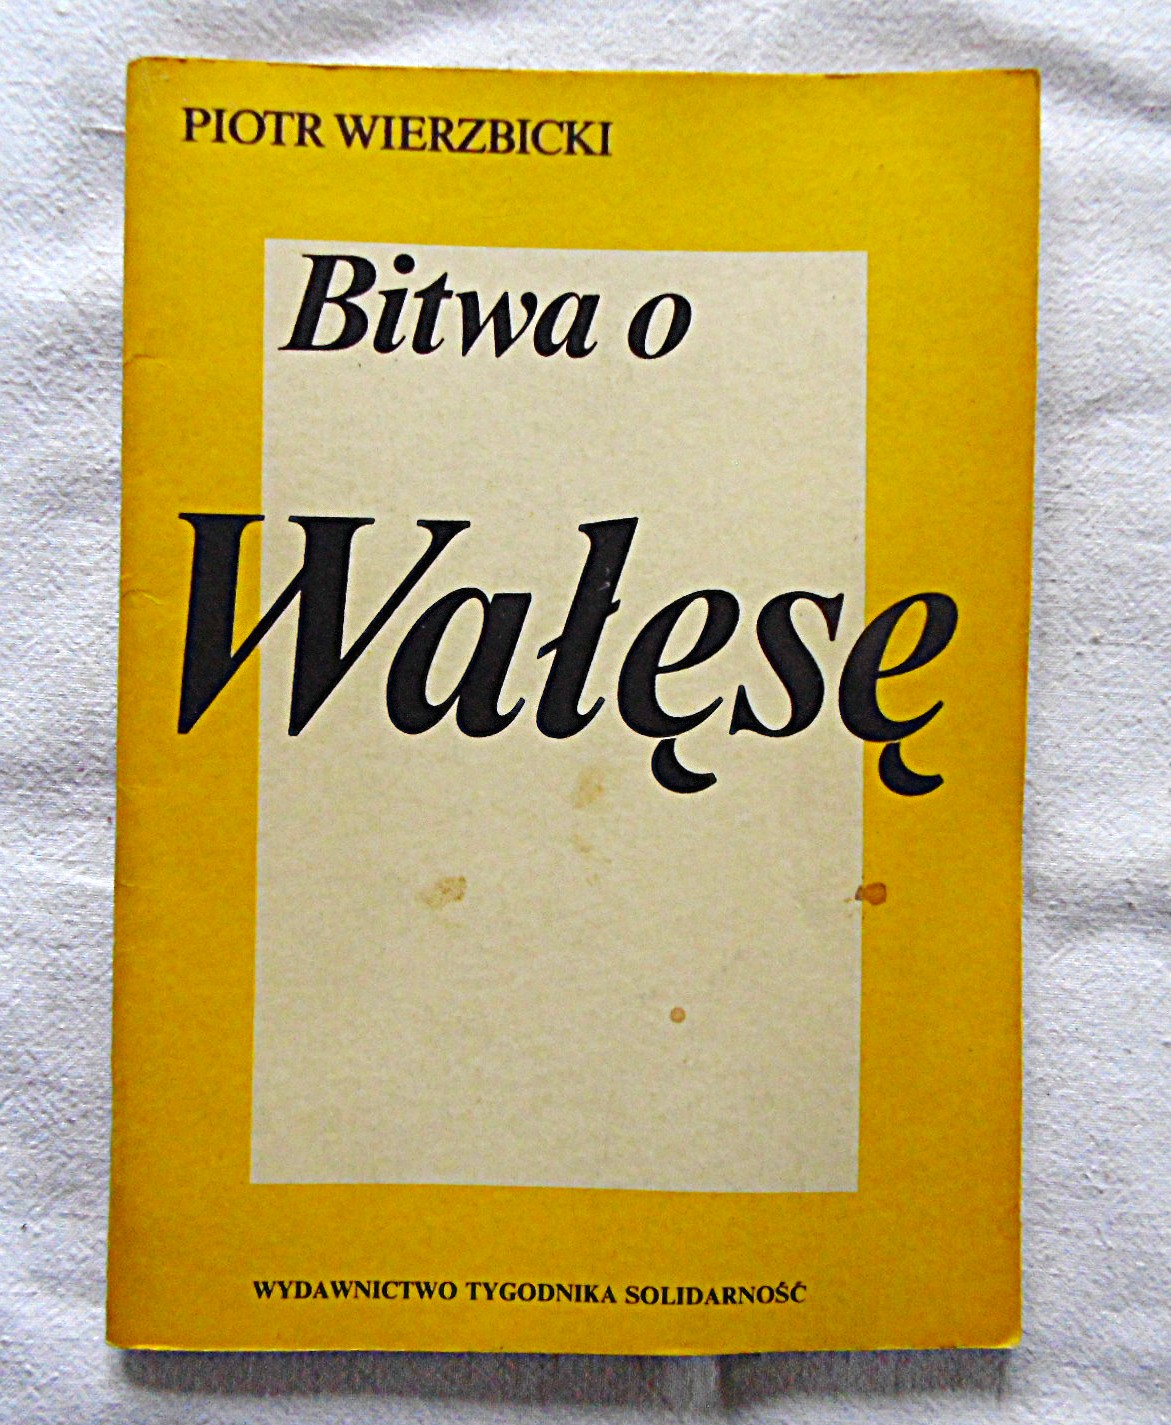 PIOTR WIERZBICKI
Bitwa o
Wałęsę
WYDAWNICTWO TYGODNIKA SOLIDARNOŚĆ